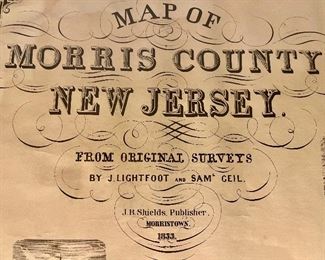 MAP OF
MORRIS COUNTY
NEW JERSEY.
FROM ORIGINAL SURVEYS
BY J. LIGHTFOOT AND SAML GEIL.
J.B. Shields, Publisher.
MORRISTOWN.
1853.